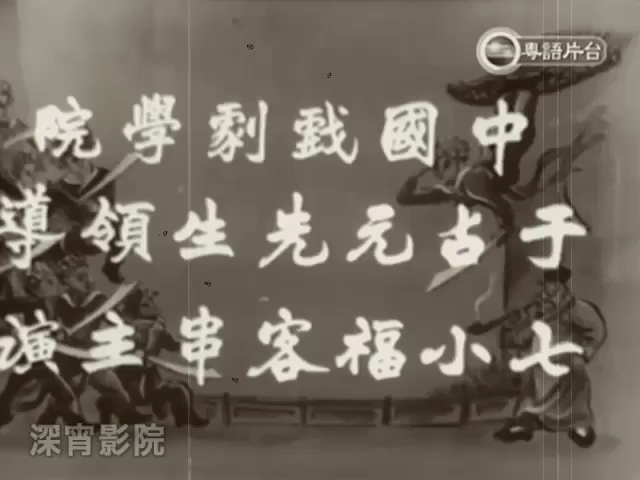 粵語片台
中國戲劇學院
于占元先生領導
七小福客串主演
深宵影院